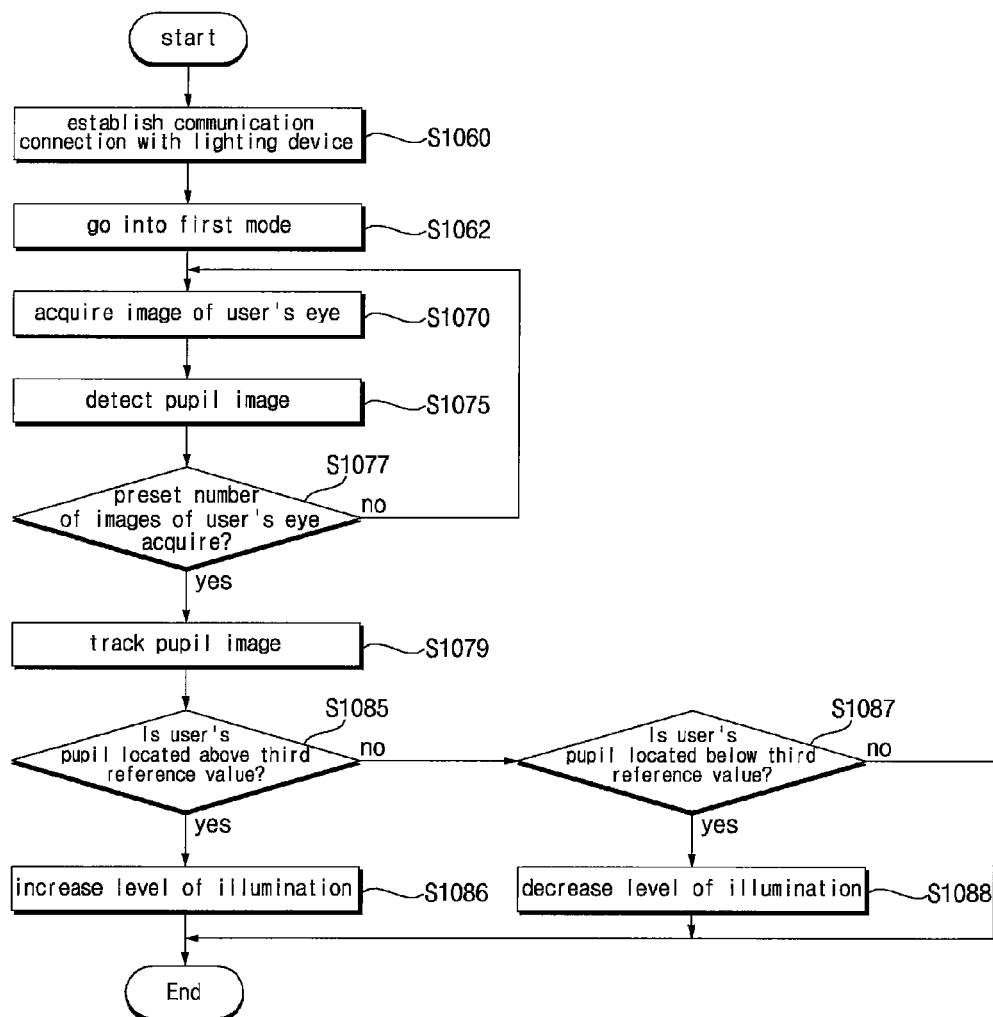 start
establish communication
connection with lighting device
S1060
go into first mode
S1062
acquire image of user's eye
S1070
detect pupil image
S1075
S1077
preset number
of images of user's eye
acquire?
no
yes
track pupil image
S1079
S1085
Is user's
pupil located above third
reference value?
no
yes
S1087
Is user's
pupil located below third
reference value?
no
yes
increase level of illumination
S1086
decrease level of illumination
S1088
End